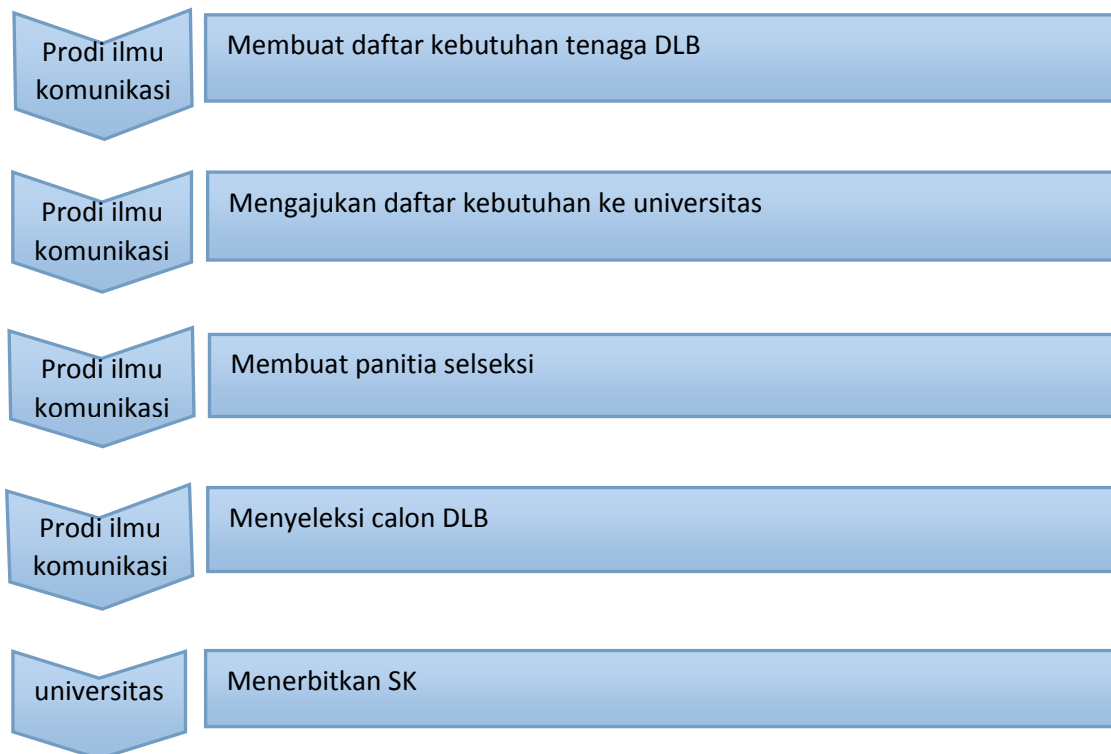 Prodi ilmu
komunikasi
Membuat daftar kebutuhan tenaga DLB
Prodi ilmu
komunikasi
Mengajukan daftar kebutuhan ke universitas
Prodi ilmu
komunikasi
Membuat panitia selseksi
Prodi ilmu
komunikasi
Menyeleksi calon DLB
universitas
Menerbitkan SK